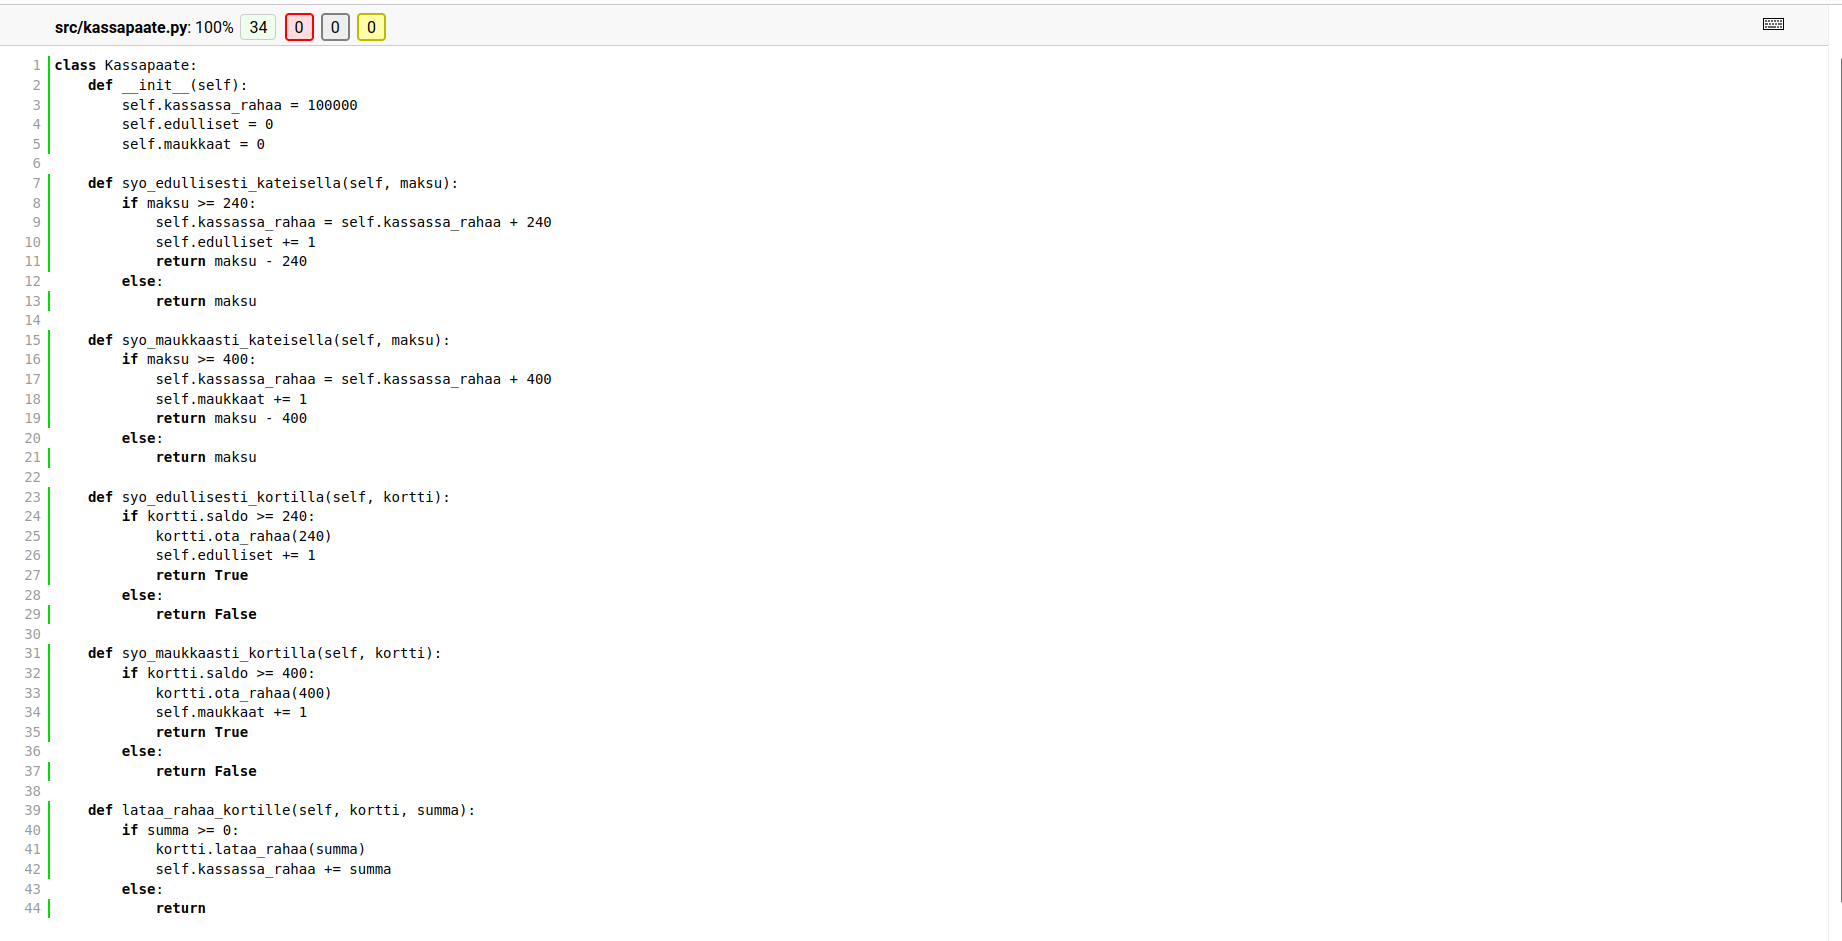 src/kassapaate.py: 100% 34 0 0 0
1 class Kassapaate:
2     def __init__(self):
3         self.kassassa_rahaa = 100000
4         self.edulliset = 0
5         self.maukkaat = 0
6
7     def syo_edullisesti_kateisella(self, maksu):
8         if maksu >= 240:
9             self.kassassa_rahaa = self.kassassa_rahaa + 240
10             self.edulliset += 1
11             return maksu - 240
12         else:
13             return maksu
14
15     def syo_maukkaasti_kateisella(self, maksu):
16         if maksu >= 400:
17             self.kassassa_rahaa = self.kassassa_rahaa + 400
18             self.maukkaat += 1
19             return maksu - 400
20         else:
21             return maksu
22
23     def syo_edullisesti_kortilla(self, kortti):
24         if kortti.saldo >= 240:
25             kortti.ota_rahaa(240)
26             self.edulliset += 1
27             return True
28         else:
29             return False
30
31     def syo_maukkaasti_kortilla(self, kortti):
32         if kortti.saldo >= 400:
33             kortti.ota_rahaa(400)
34             self.maukkaat += 1
35             return True
36         else:
37             return False
38
39     def lataa_rahaa_kortille(self, kortti, summa):
40         if summa >= 0:
41             kortti.lataa_rahaa(summa)
42             self.kassassa_rahaa += summa
43         else:
44             return